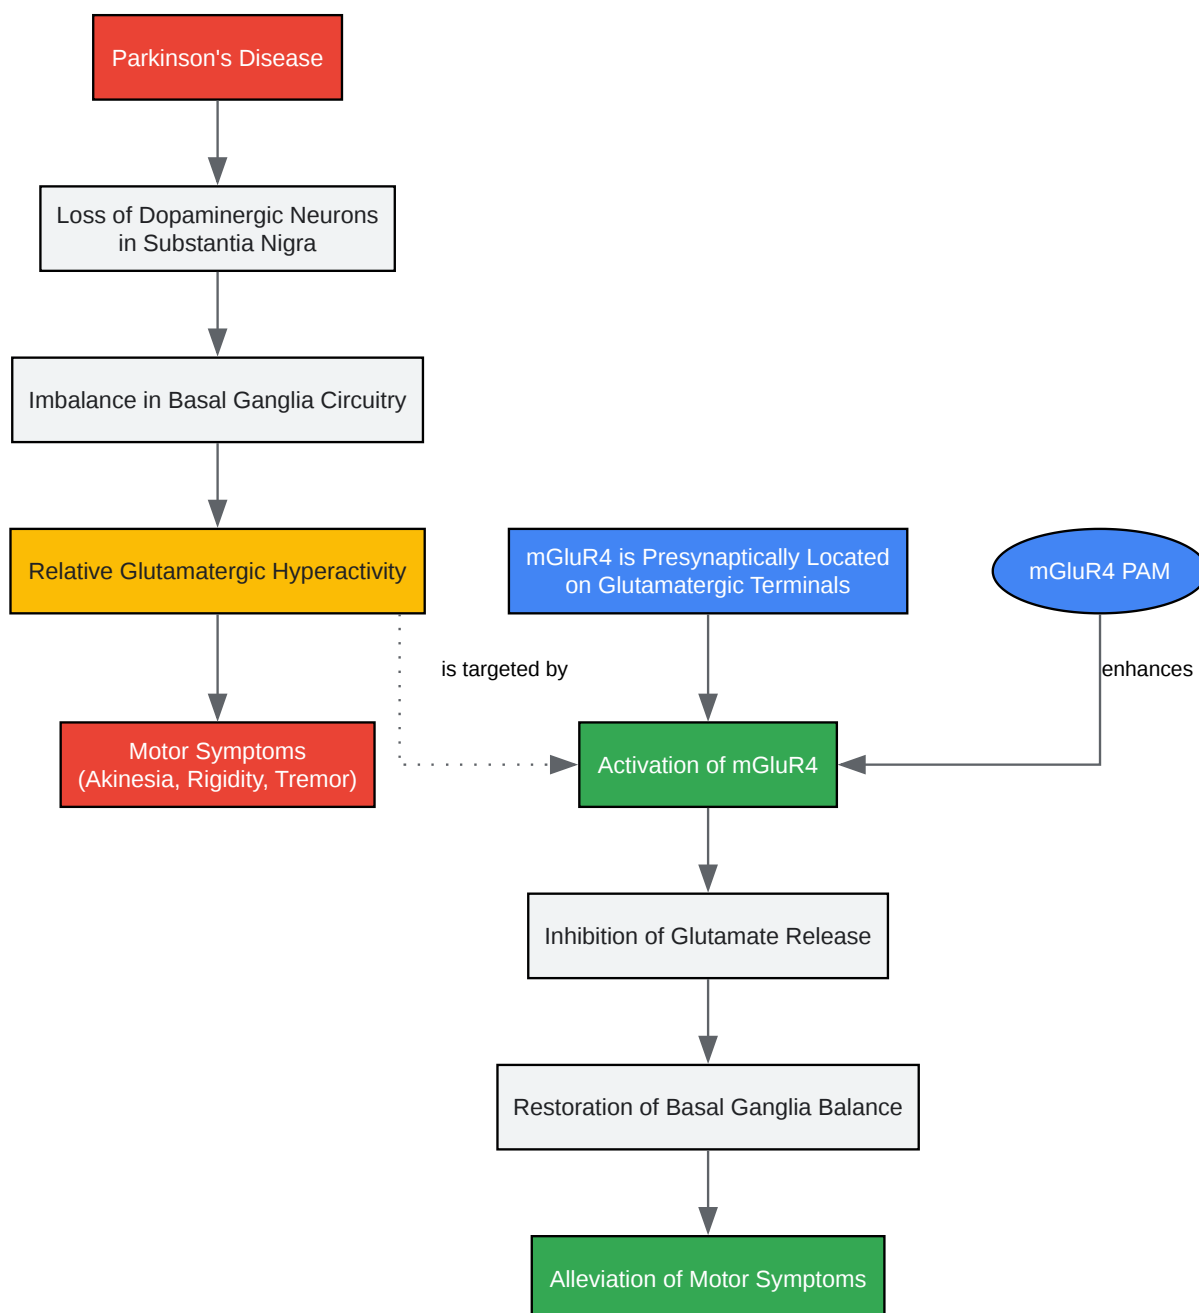 Parkinson's Disease
Loss of Dopaminergic Neurons
in Substantia Nigra
Imbalance in Basal Ganglia Circuitry
Relative Glutamatergic Hyperactivity
mGluR4 is Presynaptically Located
on Glutamatergic Terminals
mGluR4 PAM
is targeted by
enhances
Motor Symptoms
(Akinesia, Rigidity, Tremor)
Activation of mGluR4
Inhibition of Glutamate Release
Restoration of Basal Ganglia Balance
Alleviation of Motor Symptoms